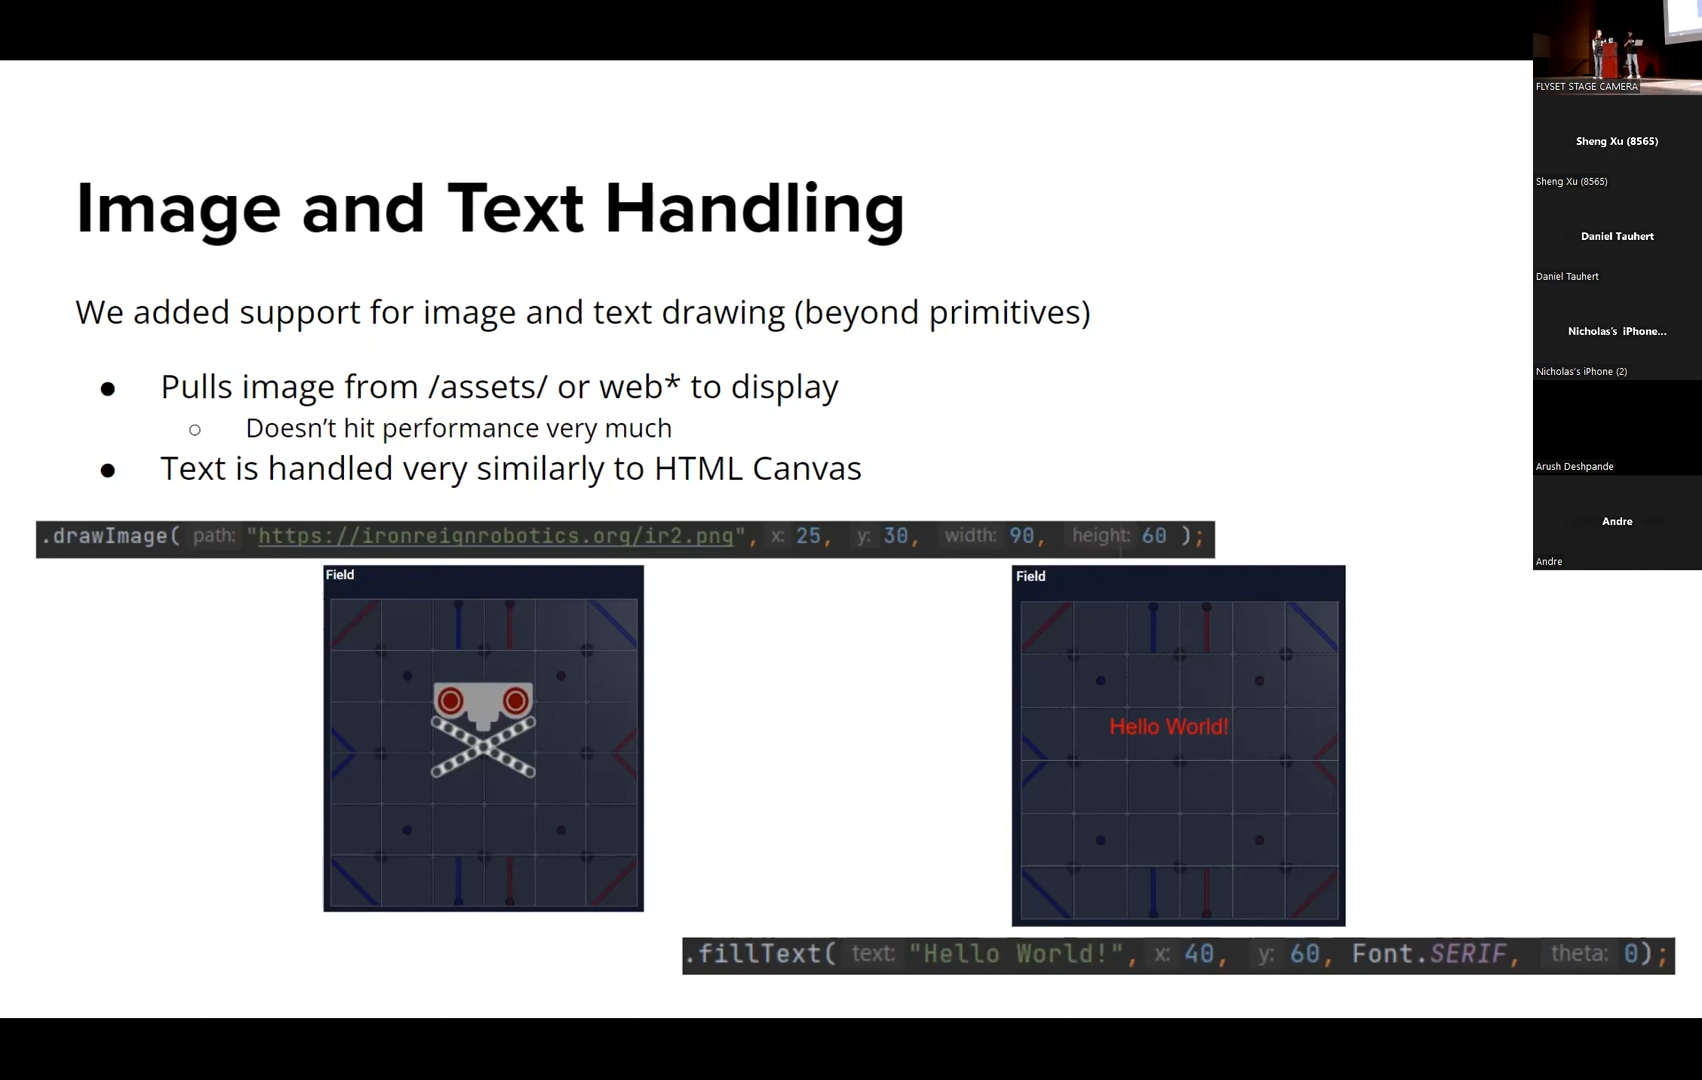 Image and Text Handling
We added support for image and text drawing (beyond primitives)
● Pulls image from /assets/ or web* to display
○ Doesn't hit performance very much
● Text is handled very similarly to HTML Canvas
.drawImage( path: "https://ironreignrobotics.org/ir2.png", x: 25, y: 30, width: 90, height: 60 );
Field
Field
Hello World!
.fillText( text: "Hello World!", x: 40, y: 60, Font.SERIF, theta: 0);
FLYSET STAGE CAMERA
Sheng Xu (8565)
Sheng Xu (8565)
Daniel Tauhert
Daniel Tauhert
Nicholas's iPhone...
Nicholas's iPhone (2)
Arush Deshpande
Andre
Andre